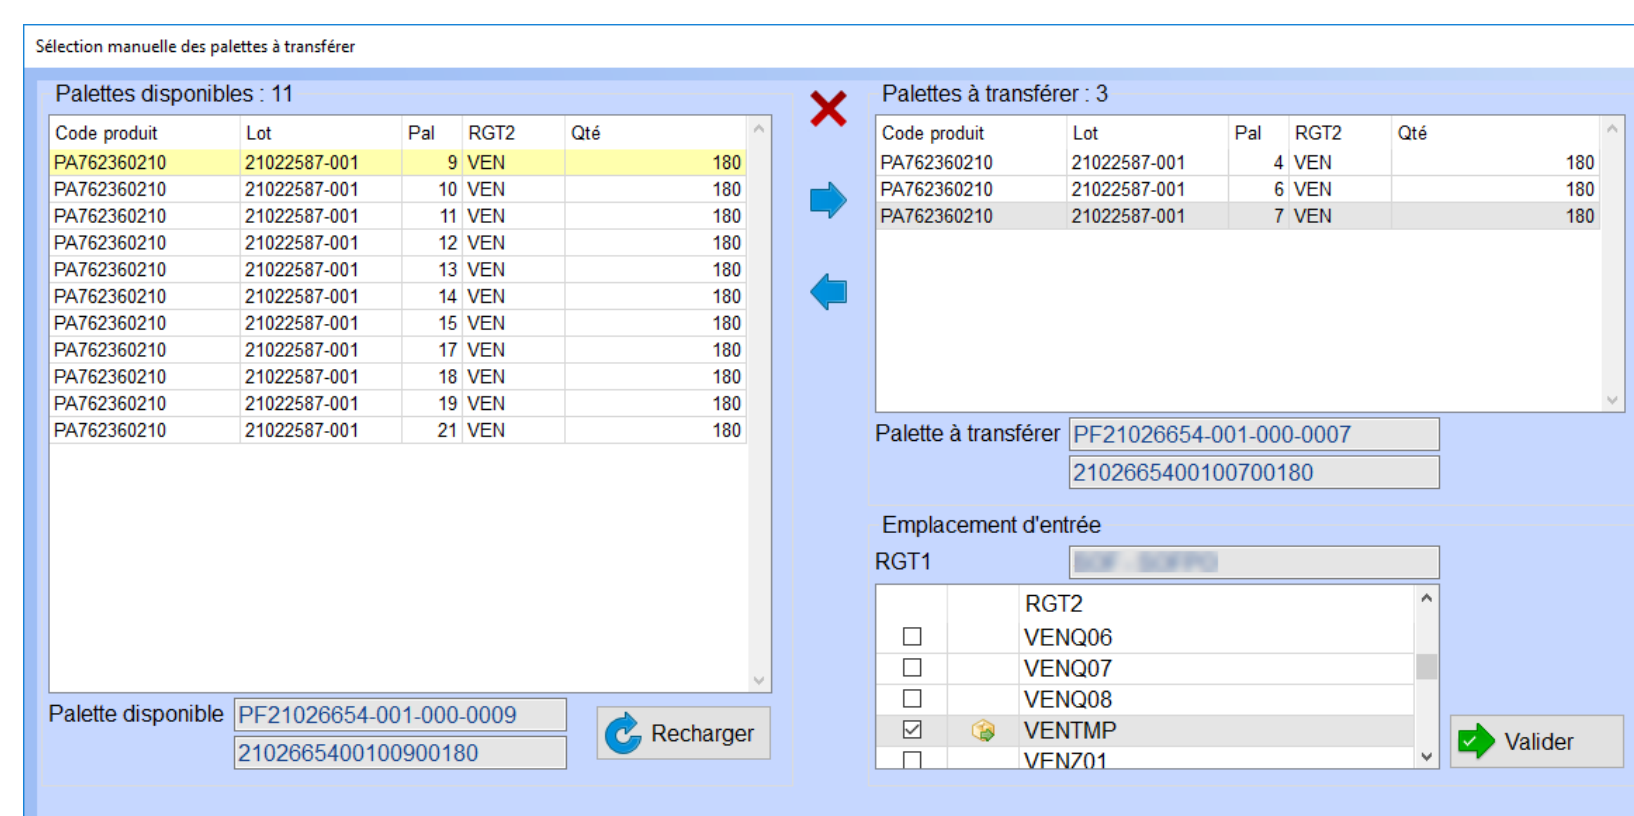 Sélection manuelle des palettes à transférer
Palettes disponibles : 11
Code produit Lot Pal RGT2 Qté
PA762360210 21022587-001 9 VEN 180
PA762360210 21022587-001 10 VEN 180
PA762360210 21022587-001 11 VEN 180
PA762360210 21022587-001 12 VEN 180
PA762360210 21022587-001 13 VEN 180
PA762360210 21022587-001 14 VEN 180
PA762360210 21022587-001 15 VEN 180
PA762360210 21022587-001 17 VEN 180
PA762360210 21022587-001 18 VEN 180
PA762360210 21022587-001 19 VEN 180
PA762360210 21022587-001 21 VEN 180
Palette disponible PF21026654-001-000-0009
2102665400100900180
Recharger
Palettes à transférer : 3
Code produit Lot Pal RGT2 Qté
PA762360210 21022587-001 4 VEN 180
PA762360210 21022587-001 6 VEN 180
PA762360210 21022587-001 7 VEN 180
Palette à transférer PF21026654-001-000-0007
2102665400100700180
Emplacement d'entrée
RGT1
RGT2
VENQ06
VENQ07
VENQ08
VENTMP
VENZ01
Valider